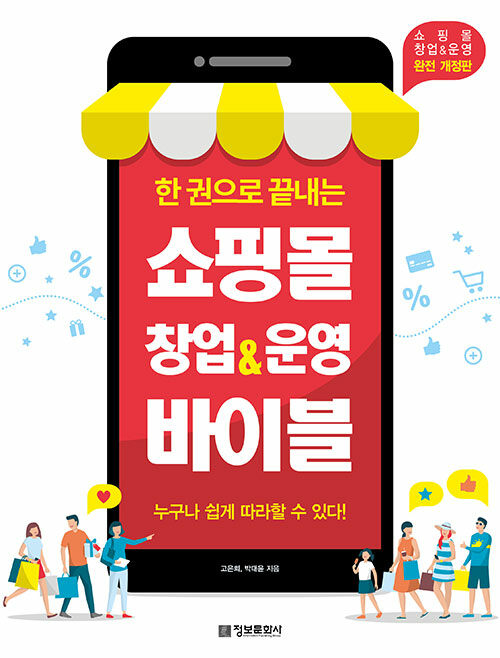 쇼 핑 몰
창업&운영
완전 개정판
한 권으로 끝내는
쇼핑몰
창업&운영
바이블
누구나 쉽게 따라할 수 있다!
고은희, 박대윤 지음
정보문화사